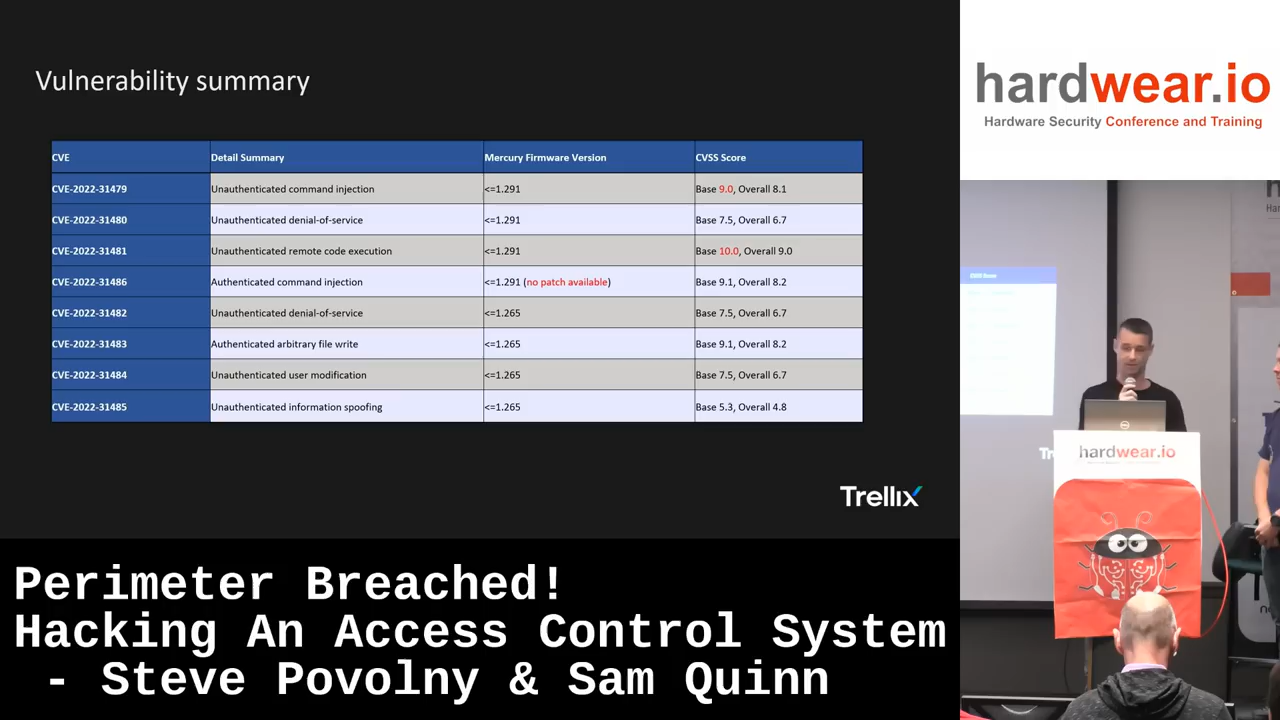 Vulnerability summary
CVE Detail Summary Mercury Firmware Version CVSS Score
CVE-2022-31479 Unauthenticated command injection <=1.291 Base 9.0, Overall 8.1
CVE-2022-31480 Unauthenticated denial-of-service <=1.291 Base 7.5, Overall 6.7
CVE-2022-31481 Unauthenticated remote code execution <=1.291 Base 10.0, Overall 9.0
CVE-2022-31486 Authenticated command injection <=1.291 (no patch available) Base 9.1, Overall 8.2
CVE-2022-31482 Unauthenticated denial-of-service <=1.265 Base 7.5, Overall 6.7
CVE-2022-31483 Authenticated arbitrary file write <=1.265 Base 9.1, Overall 8.2
CVE-2022-31484 Unauthenticated user modification <=1.265 Base 7.5, Overall 6.7
CVE-2022-31485 Unauthenticated information spoofing <=1.265 Base 5.3, Overall 4.8
Trellix
Perimeter Breached!
Hacking An Access Control System
- Steve Povolny & Sam Quinn
hardwear.io
Hardware Security Conference and Training
CVSS Score
Tr
hardwear.io